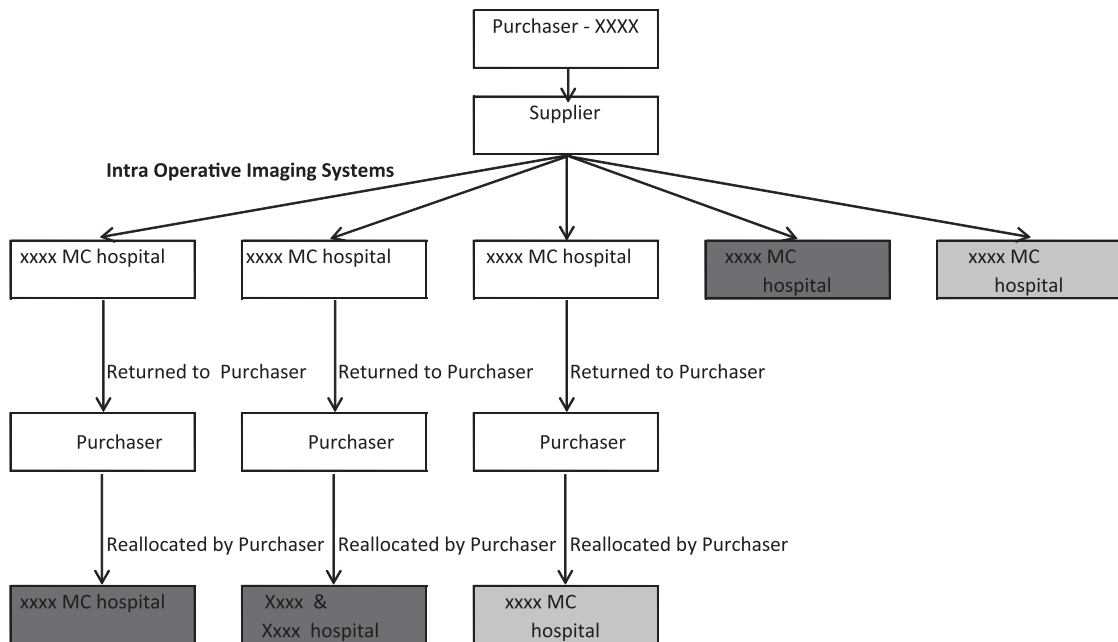 Purchaser - XXXX
Supplier
Intra Operative Imaging Systems
xxxx MC hospital
xxxx MC hospital
xxxx MC hospital
xxxx MC
hospital
xxxx MC
hospital
Returned to Purchaser
Returned to Purchaser
Returned to Purchaser
Purchaser
Purchaser
Purchaser
Reallocated by Purchaser
Reallocated by Purchaser
Reallocated by Purchaser
xxxx MC hospital
Xxxx &
Xxxx hospital
xxxx MC
hospital